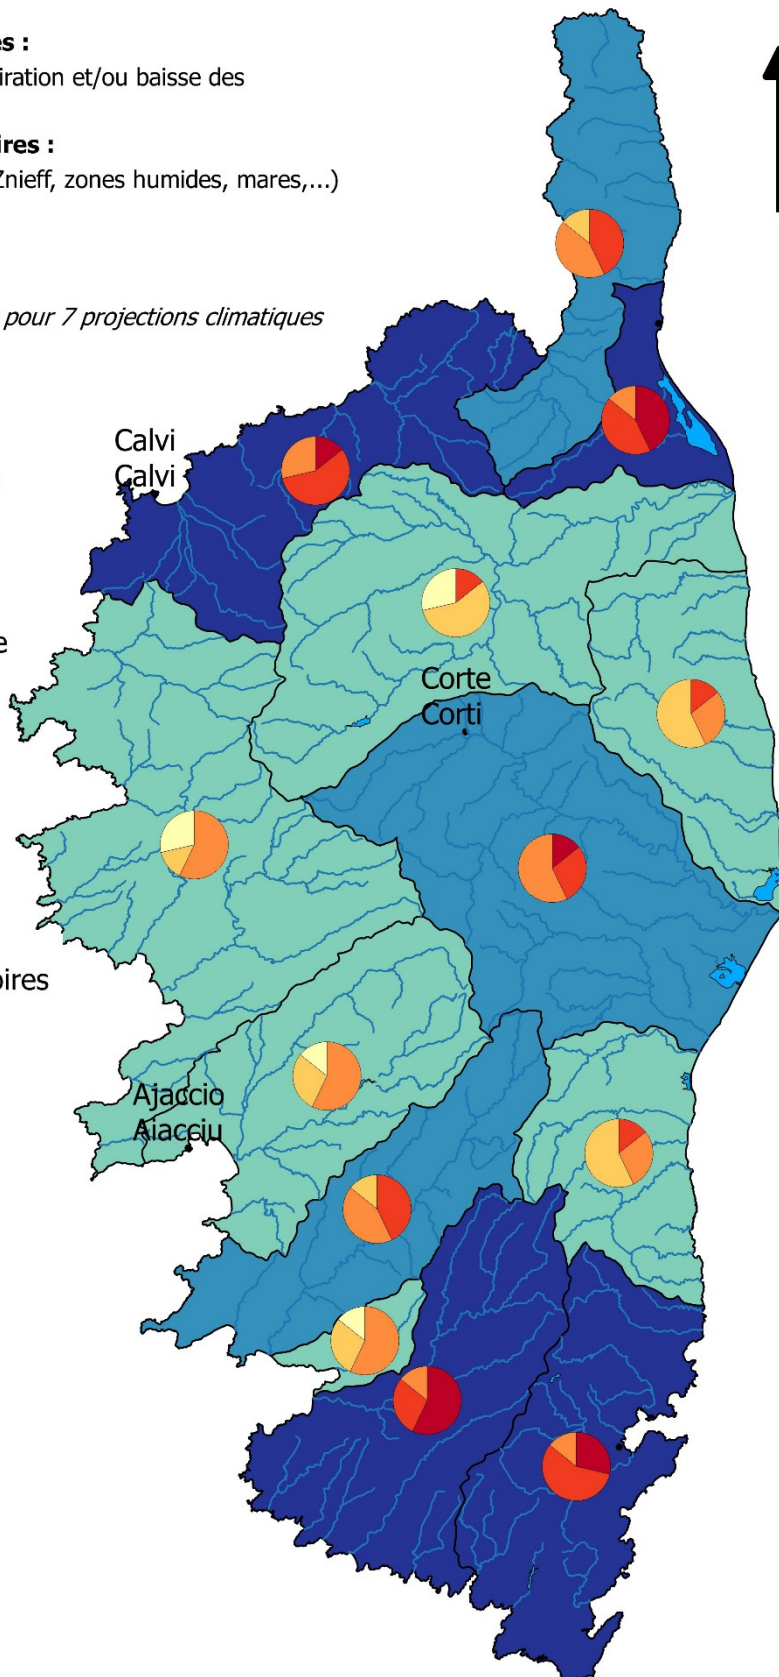 es :
iration et/ou baisse des
ires :
Znieff, zones humides, mares,...)
pour 7 projections climatiques
Calvi
Calvi
e
Corte
Corti
oires
Ajaccio
Aiacciu